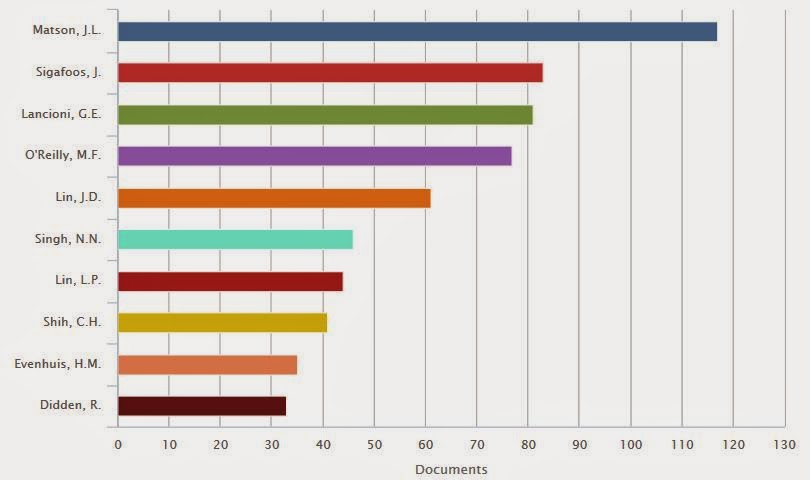 Matson, J.L.
Sigafoos, J.
Lancioni, G.E.
O'Reilly, M.F.
Lin, J.D.
Singh, N.N.
Lin, L.P.
Shih, C.H.
Evenhuis, H.M.
Didden, R.
0 10 20 30 40 50 60 70 80 90 100 110 120 130
Documents